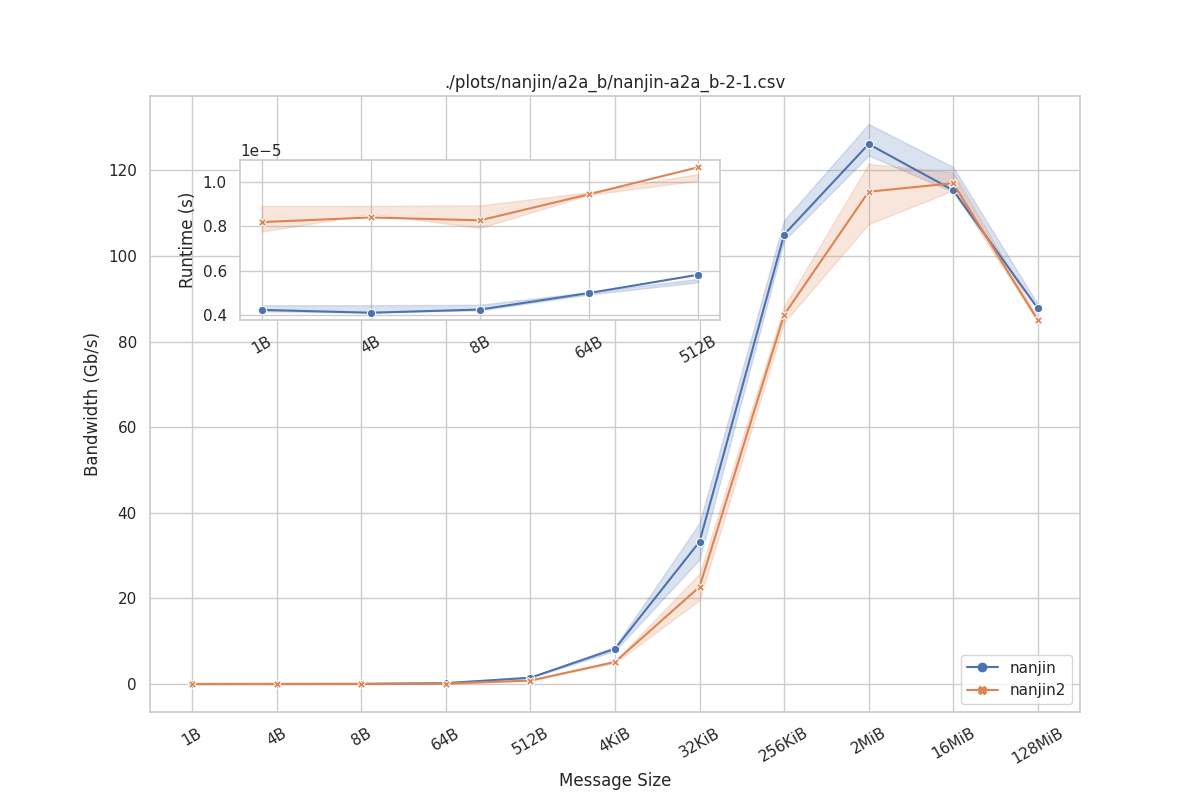 ./plots/nanjin/a2a_b/nanjin-a2a_b-2-1.csv
Bandwidth (Gb/s)
120
100
80
60
40
20
0
1e−5
Runtime (s)
1.0
0.8
0.6
0.4
1B 4B 8B 64B 512B
nanjin
nanjin2
1B 4B 8B 64B 512B 4KiB 32KiB 256KiB 2MiB 16MiB 128MiB
Message Size